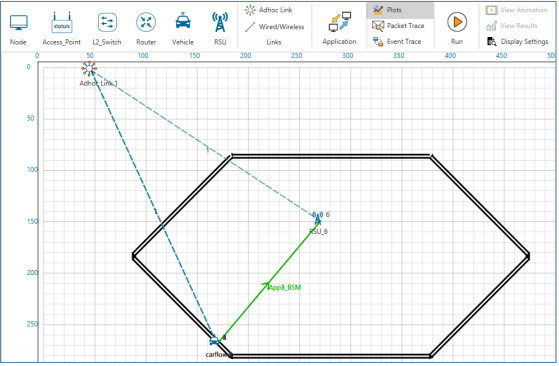 Adhoc Link
Plots
View Animation
Wired/Wireless
Packet Trace
View Results
Node Access_Point L2_Switch Router Vehicle RSU Links Application Event Trace Run Display Settings
0 50 100 150 200 250 300 350 400 450 500
0
Adhoc Link_1
50
100
1
150
6
RSU_6
200
App3_BSM
250
carflow